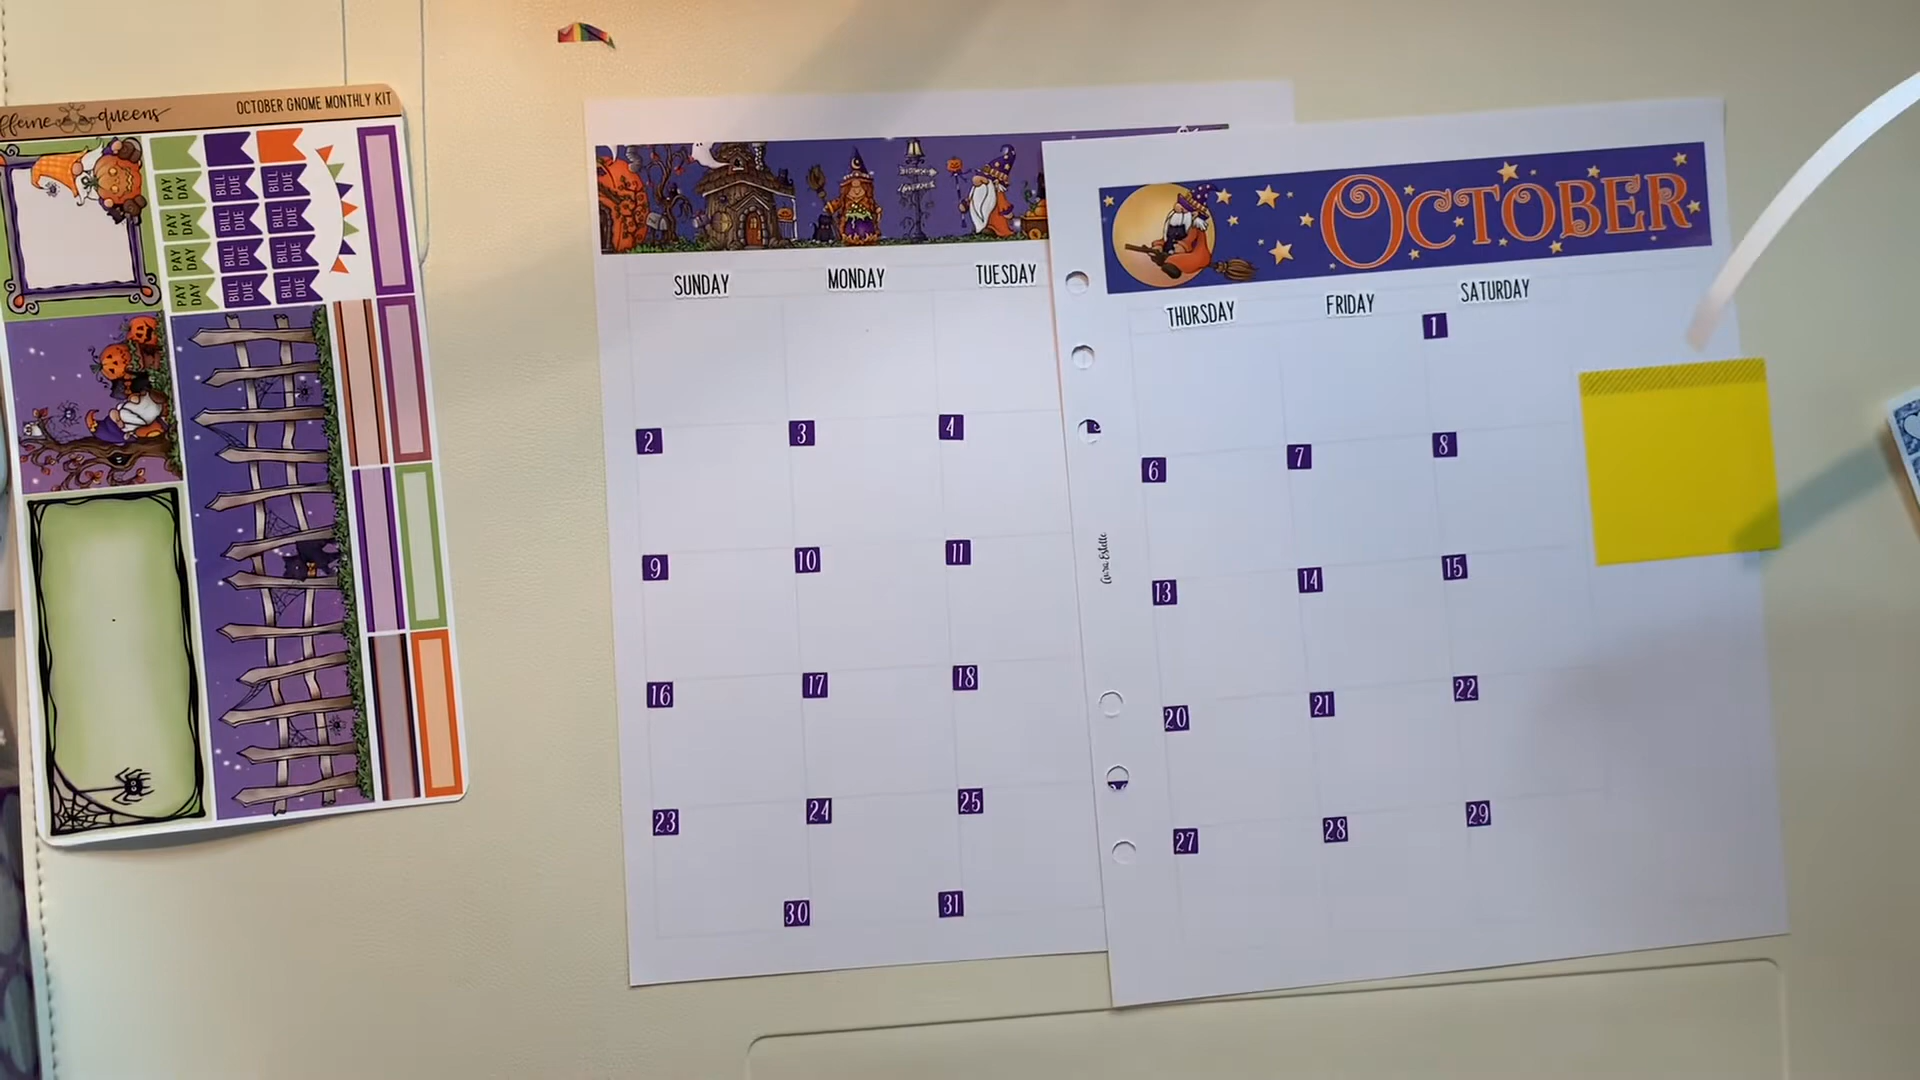 queens
OCTOBER GNOME MONTHLY KIT
PAY DAY
BILL DUE
BILL DUE
PAY DAY
BILL DUE
BILL DUE
PAY DAY
BILL DUE
BILL DUE
PAY DAY
BILL DUE
BILL DUE
OCTOBER
SUNDAY MONDAY TUESDAY
THURSDAY FRIDAY SATURDAY
1
2 3 4
6 7 8
9 10 11
13 14 15
16 17 18
20 21 22
23 24 25
27 28 29
30 31
Cara Estelle